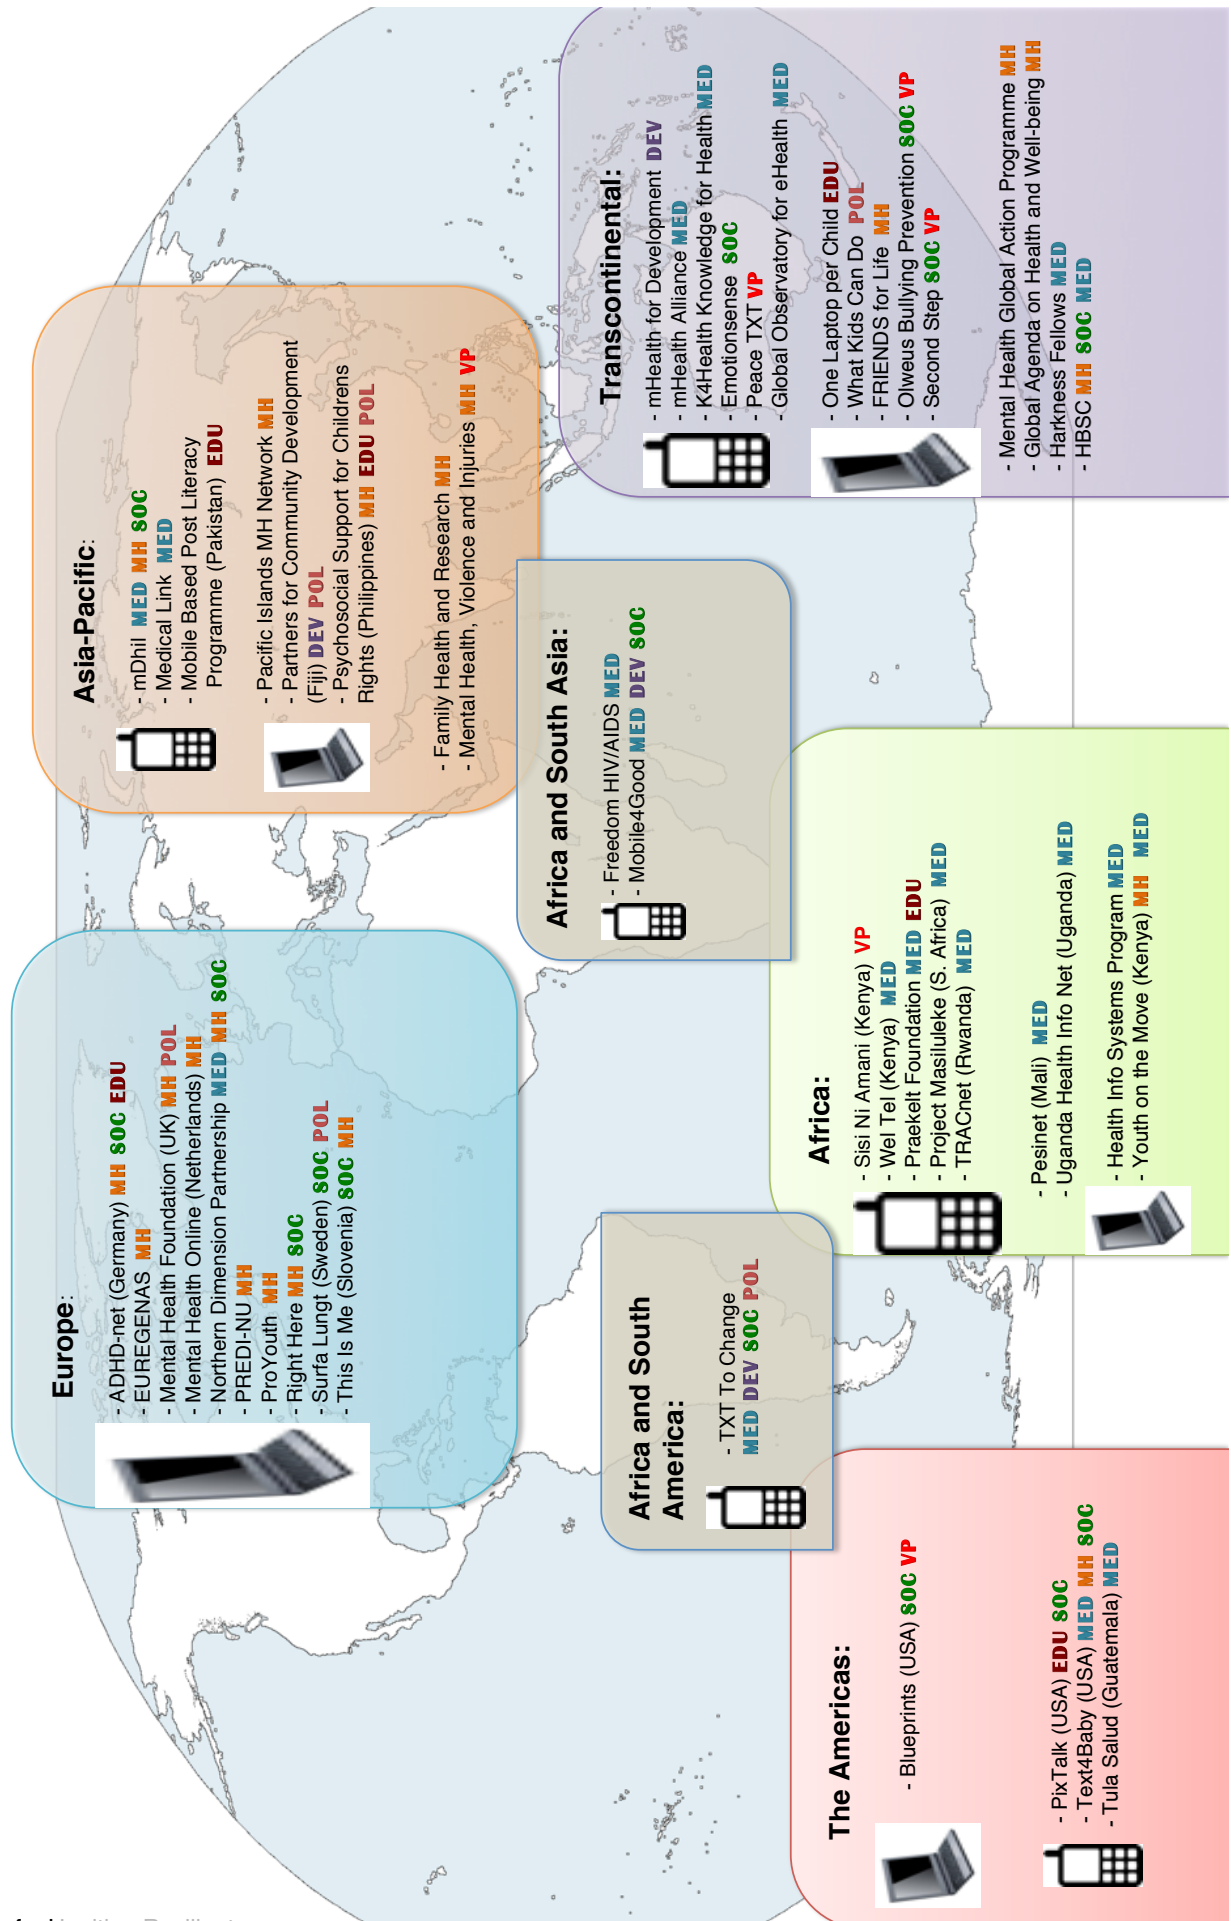 Europe:
- ADHD-net (Germany) MH SOC EDU
- EUREGENAS MH
- Mental Health Foundation (UK) MH POL
- Mental Health Online (Netherlands) MH
- Northern Dimension Partnership MED MH SOC
- PREDI-NU MH
- ProYouth MH
- Right Here MH SOC
- Surfa Lungt (Sweden) SOC POL
- This Is Me (Slovenia) SOC MH
Asia-Pacific:
- mDhil MED MH SOC
- Medical Link MED
- Mobile Based Post Literacy
Programme (Pakistan) EDU
- Pacific Islands MH Network MH
- Partners for Community Development
(Fiji) DEV POL
- Psychosocial Support for Childrens
Rights (Philippines) MH EDU POL
- Family Health and Research MH
- Mental Health, Violence and Injuries MH VP
Africa and South Asia:
- Freedom HIV/AIDS MED
- Mobile4Good MED DEV SOC
Transcontinental:
- mHealth for Development DEV
- mHealth Alliance MED
- K4Health Knowledge for Health MED
- Emotionsense SOC
- Peace TXT VP
- Global Observatory for eHealth MED
- One Laptop per Child EDU
- What Kids Can Do POL
- FRIENDS for Life MH
- Olweus Bullying Prevention SOC VP
- Second Step SOC VP
- Mental Health Global Action Programme MH
- Global Agenda on Health and Well-being MH
- Harkness Fellows MED
- HBSC MH SOC MED
Africa and South
America:
- TXT To Change
MED DEV SOC POL
Africa:
- Sisi Ni Amani (Kenya) VP
- Wel Tel (Kenya) MED
- Praekelt Foundation MED EDU
- Project Masiluleke (S. Africa) MED
- TRACnet (Rwanda) MED
- Pesinet (Mali) MED
- Uganda Health Info Net (Uganda) MED
- Health Info Systems Program MED
- Youth on the Move (Kenya) MH MED
The Americas:
- Blueprints (USA) SOC VP
- PixTalk (USA) EDU SOC
- Text4Baby (USA) MED MH SOC
- Tula Salud (Guatemala) MED